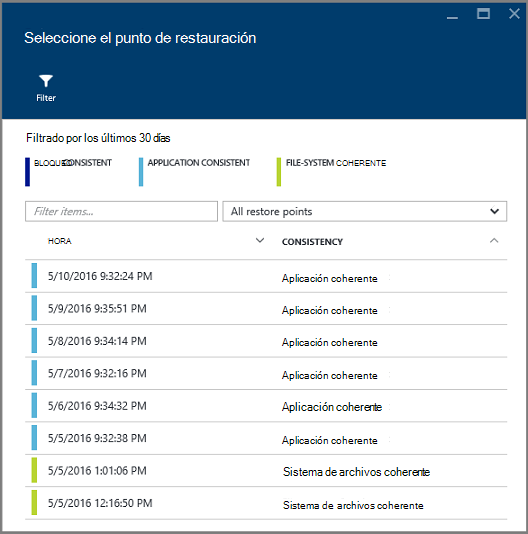 Seleccione el punto de restauración
Filter
Filtrado por los últimos 30 días
BLOQUEO CONSISTENT APPLICATION CONSISTENT FILE-SYSTEM COHERENTE
Filter items... All restore points
HORA CONSISTENCY
5/10/2016 9:32:24 PM Aplicación coherente
5/9/2016 9:35:51 PM Aplicación coherente
5/8/2016 9:34:14 PM Aplicación coherente
5/7/2016 9:32:16 PM Aplicación coherente
5/6/2016 9:34:32 PM Aplicación coherente
5/5/2016 9:32:38 PM Aplicación coherente
5/5/2016 1:01:06 PM Sistema de archivos coherente
5/5/2016 12:16:50 PM Sistema de archivos coherente